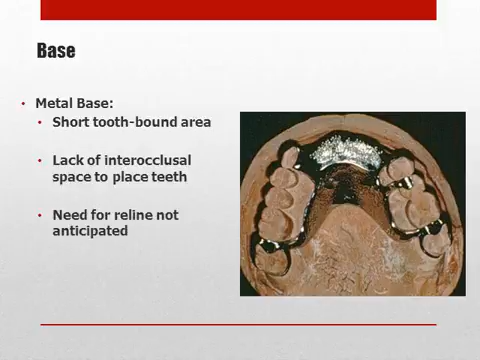 Base
• Metal Base:
• Short tooth-bound area
• Lack of interocclusal
space to place teeth
• Need for reline not
anticipated